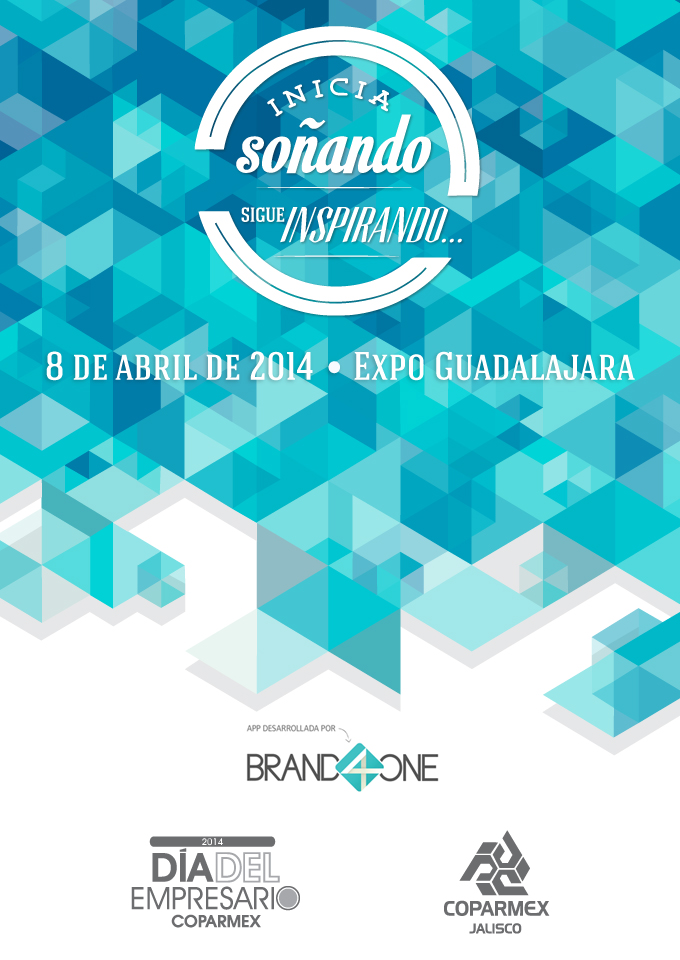 INICIA
soñando
SIGUE INSPIRANDO...
8 DE ABRIL DE 2014 • EXPO GUADALAJARA
APP DESARROLLADA POR
BRAND4ONE
2014
DÍA DEL
EMPRESARIO
COPARMEX
COPARMEX
JALISCO